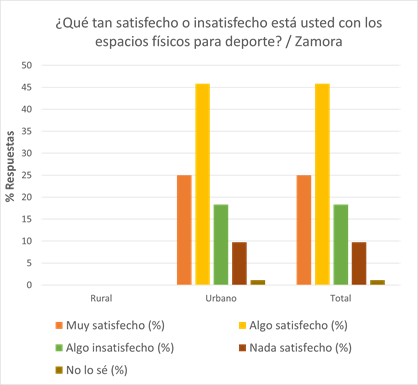 ¿Qué tan satisfecho o insatisfecho está usted con los
espacios físicos para deporte? / Zamora
50
45
40
35
30
25
20
15
10
5
0
% Respuestas
Rural Urbano Total
Muy satisfecho (%) Algo satisfecho (%)
Algo insatisfecho (%) Nada satisfecho (%)
No lo sé (%)